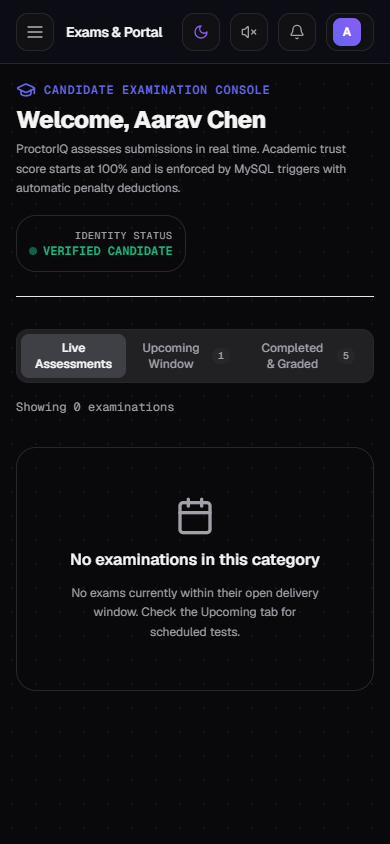 Exams & Portal
A
CANDIDATE EXAMINATION CONSOLE
Welcome, Aarav Chen
ProctorIQ assesses submissions in real time. Academic trust
score starts at 100% and is enforced by MySQL triggers with
automatic penalty deductions.
IDENTITY STATUS
VERIFIED CANDIDATE
Live
Assessments
Upcoming
Window
1
Completed
& Graded
5
Showing 0 examinations
No examinations in this category
No exams currently within their open delivery
window. Check the Upcoming tab for
scheduled tests.